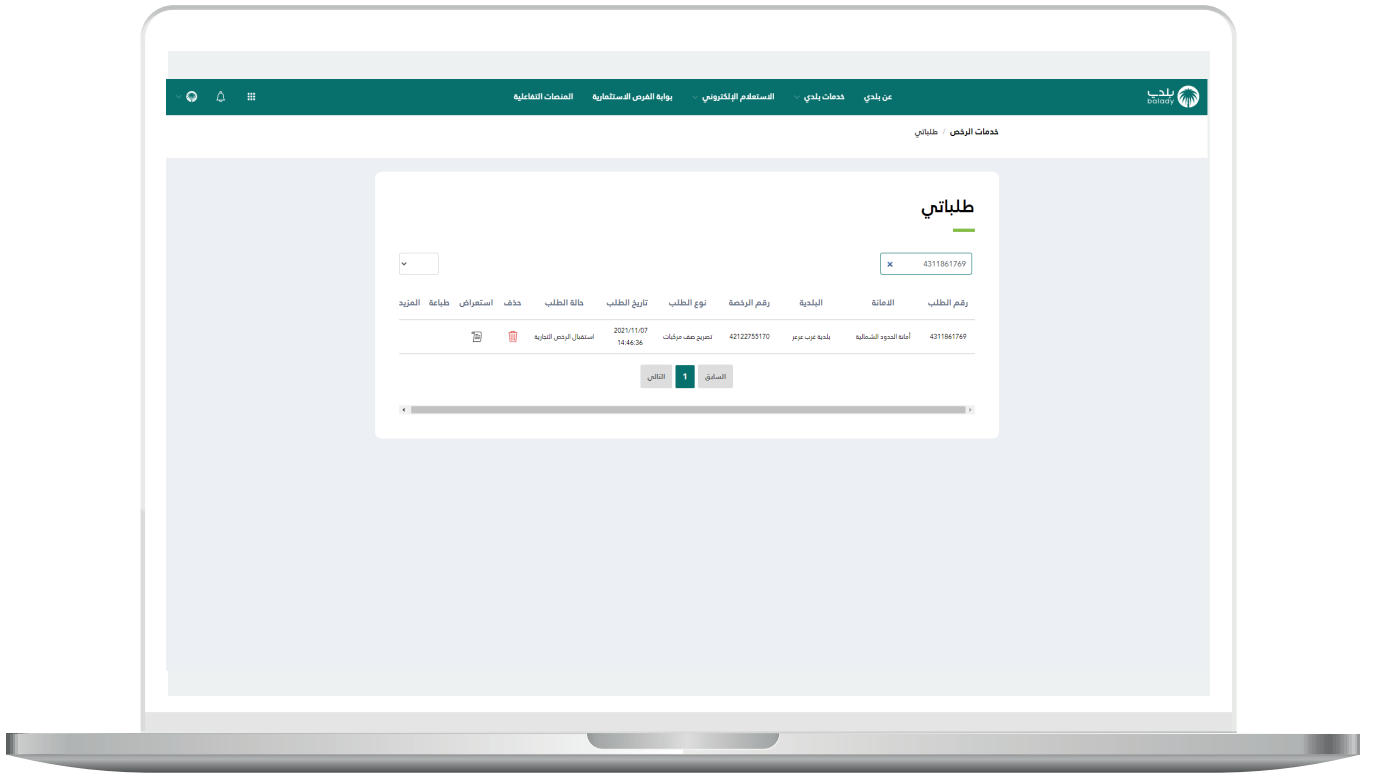 بلدي
balady
عن بلدي
خدمات بلدي
الاستعلام الإلكتروني
بوابة الفرص الاستثمارية
المنصات التفاعلية
خدمات الرخص / طلباتي
طلباتي
4311861769 ×
رقم الطلب الامانة البلدية رقم الرخصة نوع الطلب تاريخ الطلب حالة الطلب حذف استعراض طباعة المزيد
4311861769 أمانة الحدود الشمالية بلدية غرب عرعر 42122755170 تصريح صف مركبات 2021/11/07 استقبال الرخص التجارية
14:46:36
السابق 1 التالي